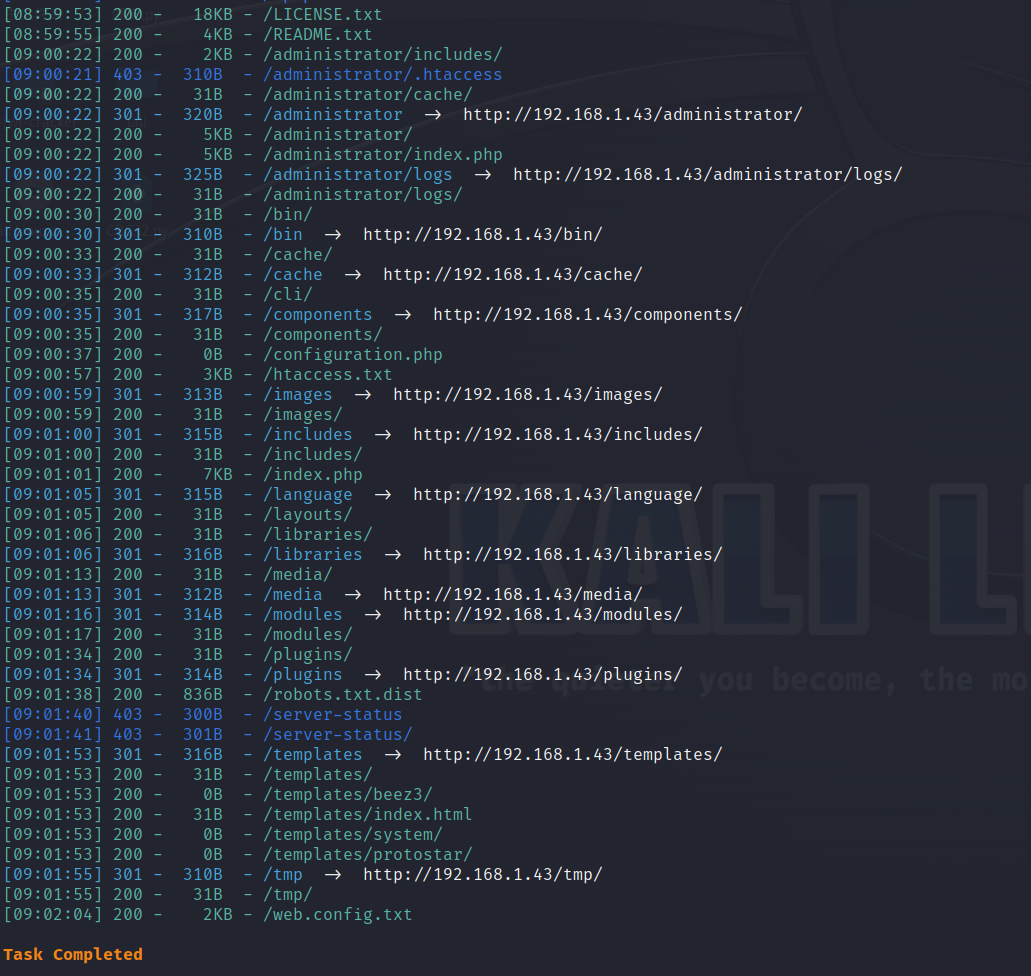 [08:59:53] 200 -   18KB - /LICENSE.txt
[08:59:55] 200 -    4KB - /README.txt
[09:00:22] 200 -    2KB - /administrator/includes/
[09:00:21] 403 -  310B  - /administrator/.htaccess
[09:00:22] 200 -   31B  - /administrator/cache/
[09:00:22] 301 -  320B  - /administrator  ->  http://192.168.1.43/administrator/
[09:00:22] 200 -    5KB - /administrator/
[09:00:22] 200 -    5KB - /administrator/index.php
[09:00:22] 301 -  325B  - /administrator/logs  ->  http://192.168.1.43/administrator/logs/
[09:00:22] 200 -   31B  - /administrator/logs/
[09:00:30] 200 -   31B  - /bin/
[09:00:30] 301 -  310B  - /bin  ->  http://192.168.1.43/bin/
[09:00:33] 200 -   31B  - /cache/
[09:00:33] 301 -  312B  - /cache  ->  http://192.168.1.43/cache/
[09:00:35] 200 -   31B  - /cli/
[09:00:35] 301 -  317B  - /components  ->  http://192.168.1.43/components/
[09:00:35] 200 -   31B  - /components/
[09:00:37] 200 -    0B  - /configuration.php
[09:00:57] 200 -    3KB - /htaccess.txt
[09:00:59] 301 -  313B  - /images  ->  http://192.168.1.43/images/
[09:00:59] 200 -   31B  - /images/
[09:01:00] 301 -  315B  - /includes  ->  http://192.168.1.43/includes/
[09:01:00] 200 -   31B  - /includes/
[09:01:01] 200 -    7KB - /index.php
[09:01:05] 301 -  315B  - /language  ->  http://192.168.1.43/language/
[09:01:05] 200 -   31B  - /layouts/
[09:01:06] 200 -   31B  - /libraries/
[09:01:06] 301 -  316B  - /libraries  ->  http://192.168.1.43/libraries/
[09:01:13] 200 -   31B  - /media/
[09:01:13] 301 -  312B  - /media  ->  http://192.168.1.43/media/
[09:01:16] 301 -  314B  - /modules  ->  http://192.168.1.43/modules/
[09:01:17] 200 -   31B  - /modules/
[09:01:34] 200 -   31B  - /plugins/
[09:01:34] 301 -  314B  - /plugins  ->  http://192.168.1.43/plugins/
[09:01:38] 200 -  836B  - /robots.txt.dist
[09:01:40] 403 -  300B  - /server-status
[09:01:41] 403 -  301B  - /server-status/
[09:01:53] 301 -  316B  - /templates  ->  http://192.168.1.43/templates/
[09:01:53] 200 -   31B  - /templates/
[09:01:53] 200 -    0B  - /templates/beez3/
[09:01:53] 200 -   31B  - /templates/index.html
[09:01:53] 200 -    0B  - /templates/system/
[09:01:53] 200 -    0B  - /templates/protostar/
[09:01:55] 301 -  310B  - /tmp  ->  http://192.168.1.43/tmp/
[09:01:55] 200 -   31B  - /tmp/
[09:02:04] 200 -    2KB - /web.config.txt
Task Completed
KALI LI
the quieter you become, the mo